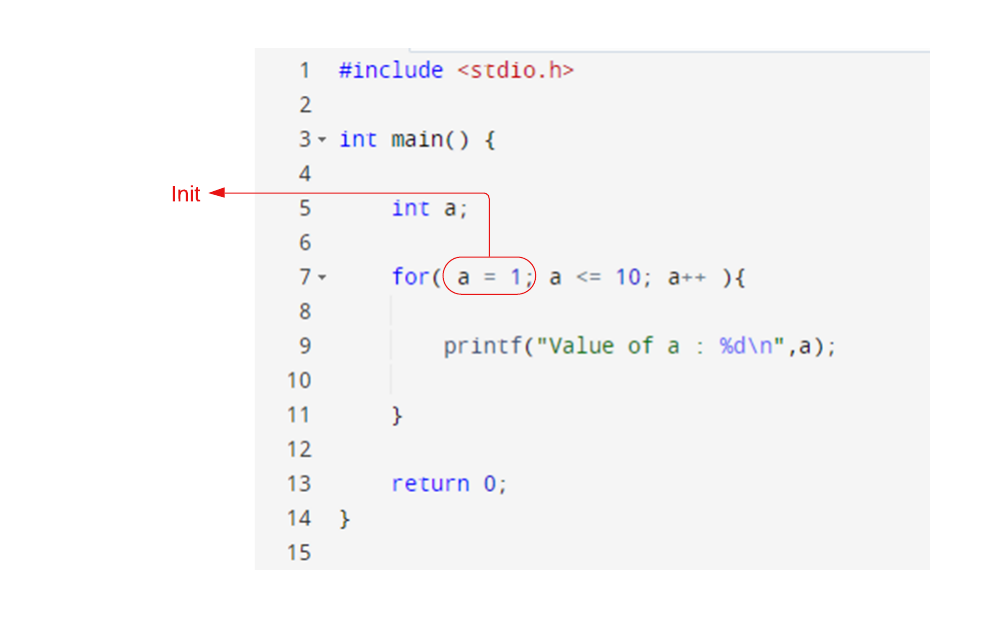 1 #include <stdio.h>
2
3 int main() {
4
Init
5 int a;
6
7 for( a = 1; a <= 10; a++ ){
8
9 printf("Value of a : %d\n",a);
10
11 }
12
13 return 0;
14 }
15